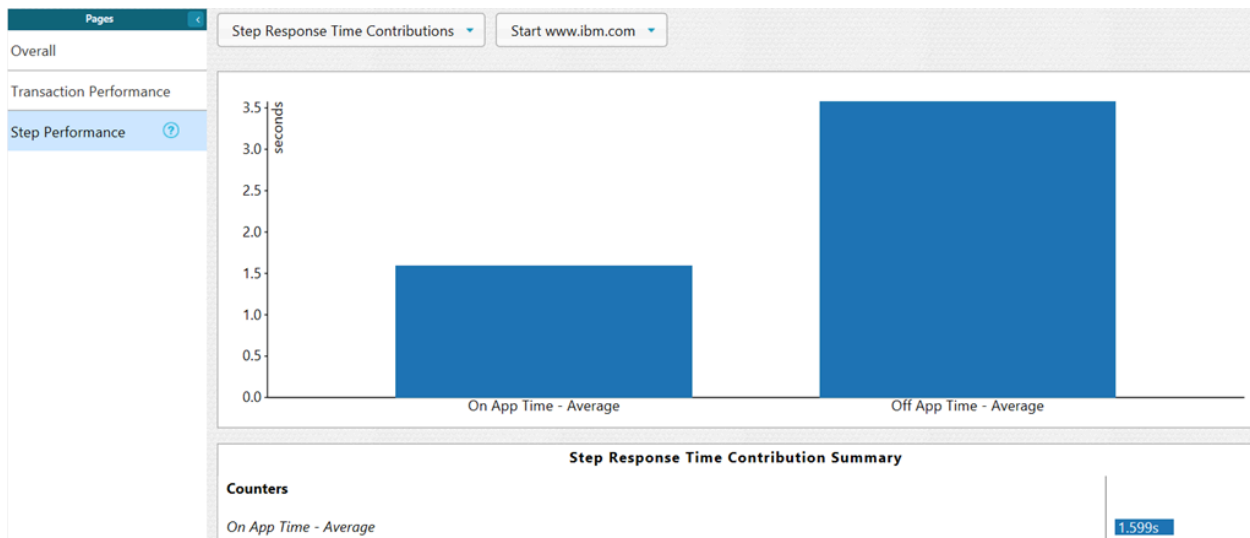 Pages
Overall
Transaction Performance
Step Performance ?
Step Response Time Contributions
Start www.ibm.com
seconds
3.5
3.0
2.5
2.0
1.5
1.0
0.5
0.0
On App Time - Average
Off App Time - Average
Step Response Time Contribution Summary
Counters
On App Time - Average
1.599s